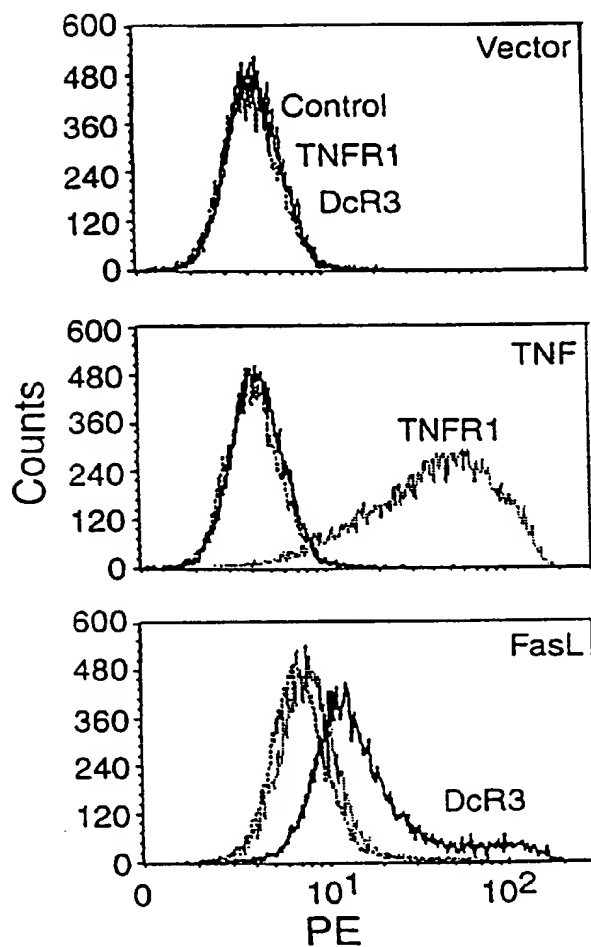 600
480
360
240
120
0
Vector
Control
TNFR1
DcR3
Counts
600
480
360
240
120
0
TNF
TNFR1
600
480
360
240
120
0
FasL
DcR3
0
10¹
10²
PE